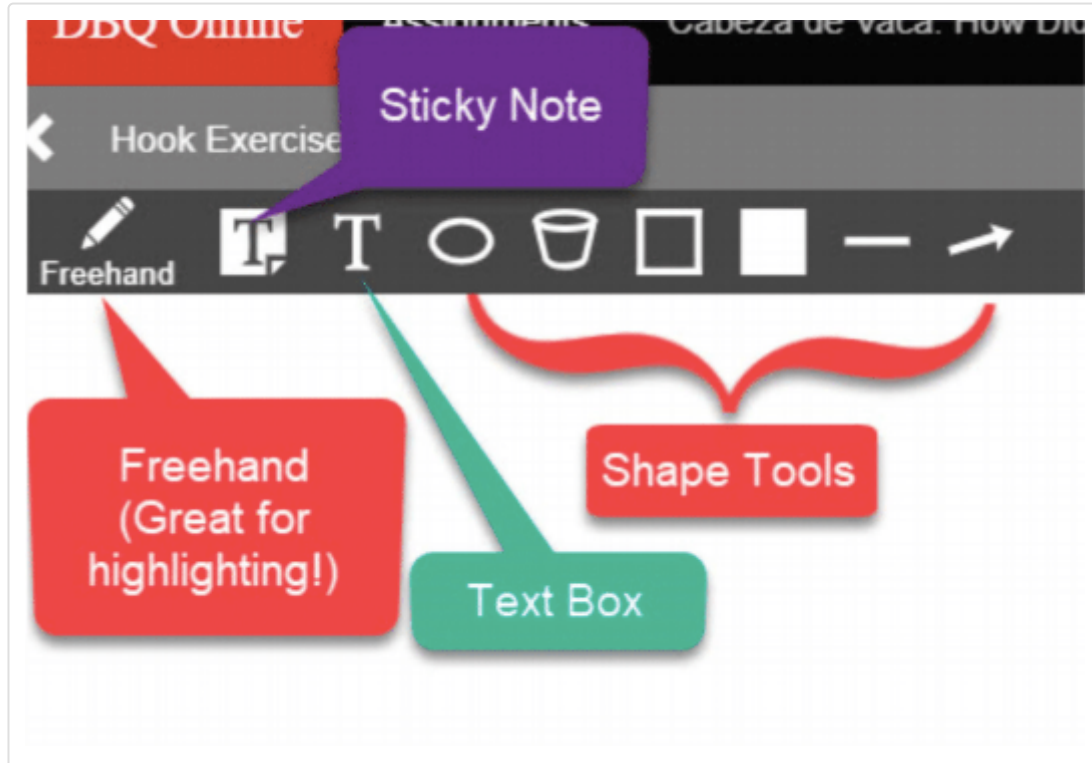 DBQ Online Assignments Cabeza de Vaca: How Did
Sticky Note
Hook Exercise
T T
Freehand
Freehand
(Great for
highlighting!)
Shape Tools
Text Box